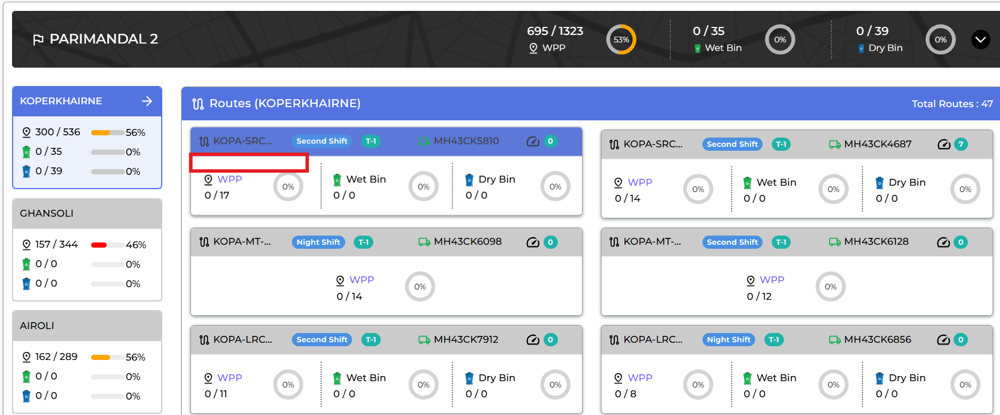 PARIMANDAL 2
695 / 1323
WPP
53%
0 / 35
Wet Bin
0%
0 / 39
Dry Bin
0%
KOPERKHAIRNE
300 / 536 56%
0 / 35 0%
0 / 39 0%
GHANSOLI
157 / 344 46%
0 / 0 0%
0 / 0 0%
AIROLI
162 / 289 56%
0 / 0 0%
0 / 0 0%
Routes (KOPERKHAIRNE) Total Routes : 47
KOPA-SRC... Second Shift T-1 MH43CK5810 0
WPP
0 / 17
0%
Wet Bin
0 / 0
0%
Dry Bin
0 / 0
0%
KOPA-SRC... Second Shift T-1 MH43CK4687 7
WPP
0 / 14
0%
Wet Bin
0 / 0
0%
Dry Bin
0 / 0
0%
KOPA-MT-... Night Shift T-1 MH43CK6098 0
WPP
0 / 14
0%
KOPA-MT-... Second Shift T-1 MH43CK6128 0
WPP
0 / 12
0%
KOPA-LRC... Second Shift T-1 MH43CK7912 0
WPP
0 / 11
0%
Wet Bin
0 / 0
0%
Dry Bin
0 / 0
0%
KOPA-LRC... Night Shift T-1 MH43CK6856 0
WPP
0 / 8
0%
Wet Bin
0 / 0
0%
Dry Bin
0 / 0
0%